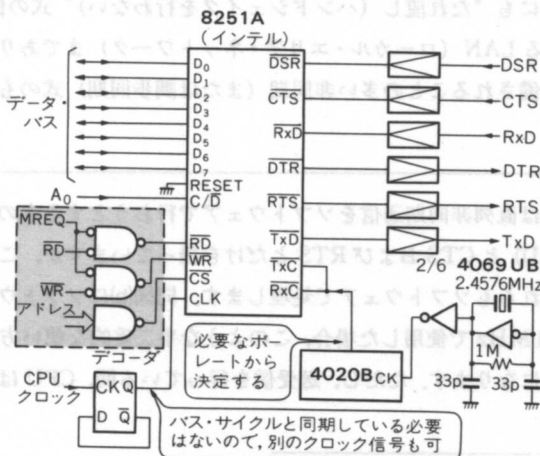 8251A
(インテル)
データ・
バス
D0
D1
D2
D3
D4
D5
D6
D7
RESET
A0
C/D̅
MREQ̅
RD̅
WR̅
アドレス
デコーダ
RD̅
WR̅
CS̅
CLK
DSR̅
CTS̅
RxD̅
DTR̅
RTS̅
TxD̅
TxC
RxC̅
DSR
CTS
RxD
DTR
RTS
TxD
2/6 4069UB
2.4576MHz
1M
33p
33p
4020B C
必要なボ
ーレートから
決定する
CPU
クロック
CK Q
D Q̅
バス・サイクルと同期している必要
はないので,別のクロック信号も可